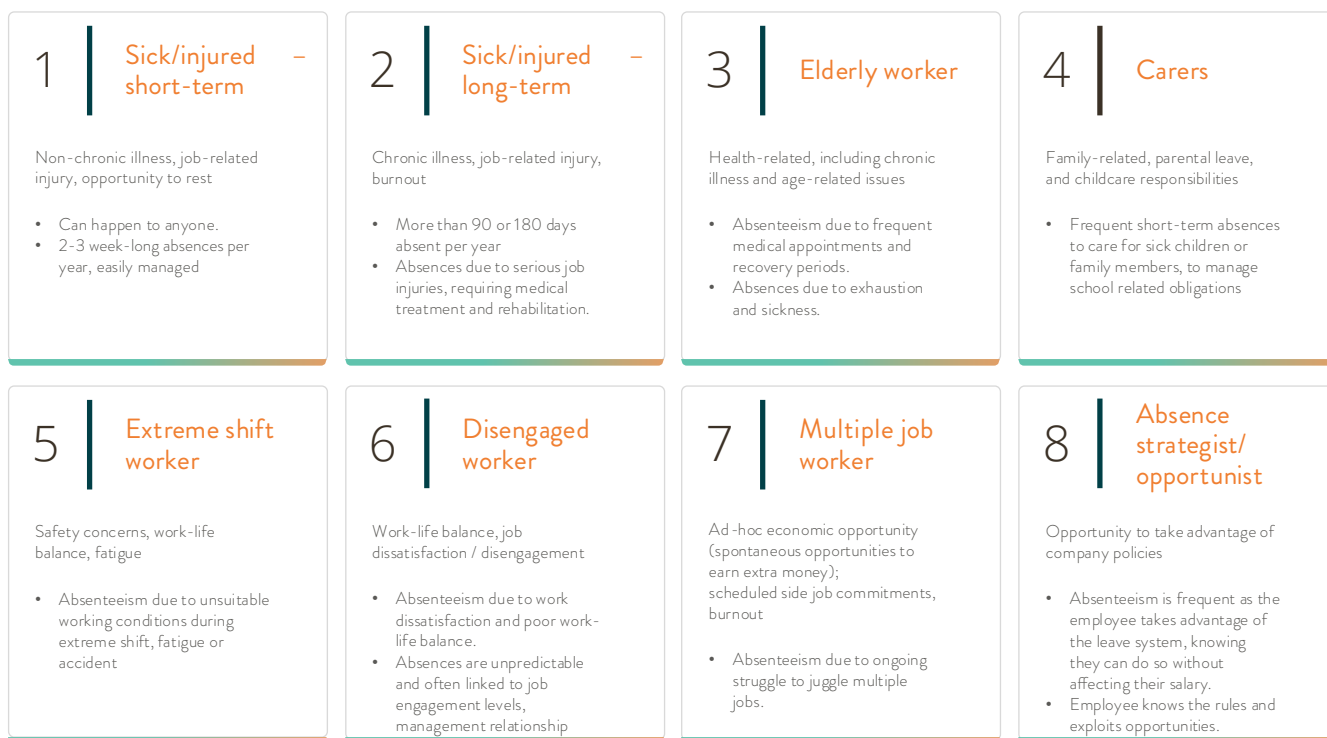 1
Sick/injured –
short-term
Non-chronic illness, job-related
injury, opportunity to rest
• Can happen to anyone.
• 2-3 week-long absences per
year, easily managed
2
Sick/injured –
long-term
Chronic illness, job-related injury,
burnout
• More than 90 or 180 days
absent per year
• Absences due to serious job
injuries, requiring medical
treatment and rehabilitation.
3
Elderly worker
Health-related, including chronic
illness and age-related issues
• Absenteeism due to frequent
medical appointments and
recovery periods.
• Absences due to exhaustion
and sickness.
4
Carers
Family-related, parental leave,
and childcare responsibilities
• Frequent short-term absences
to care for sick children or
family members, to manage
school related obligations
5
Extreme shift
worker
Safety concerns, work-life
balance, fatigue
• Absenteeism due to unsuitable
working conditions during
extreme shift, fatigue or
accident
6
Disengaged
worker
Work-life balance, job
dissatisfaction / disengagement
• Absenteeism due to work
dissatisfaction and poor work-
life balance.
• Absences are unpredictable
and often linked to job
engagement levels,
management relationship
7
Multiple job
worker
Ad-hoc economic opportunity
(spontaneous opportunities to
earn extra money);
scheduled side job commitments,
burnout
• Absenteeism due to ongoing
struggle to juggle multiple
jobs.
8
Absence
strategist/
opportunist
Opportunity to take advantage of
company policies
• Absenteeism is frequent as the
employee takes advantage of
the leave system, knowing
they can do so without
affecting their salary.
• Employee knows the rules and
exploits opportunities.